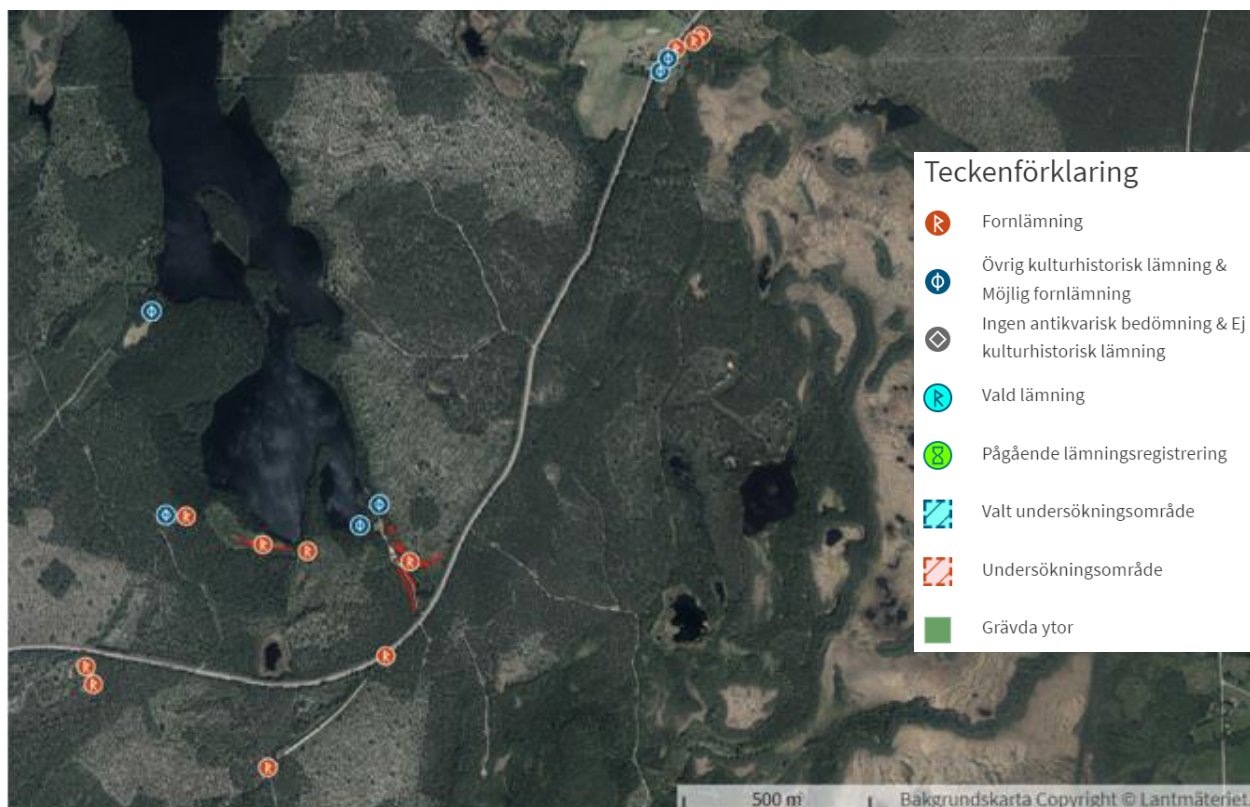 Teckenförklaring
Fornlämning
Övrig kulturhistorisk lämning &
Möjlig fornlämning
Ingen antikvarisk bedömning & Ej
kulturhistorisk lämning
Vald lämning
Pågående lämningsregistrering
Valt undersökningsområde
Undersökningsområde
Grävda ytor
500 m
Bakgrundskarta Copyright © Lantmäteriet